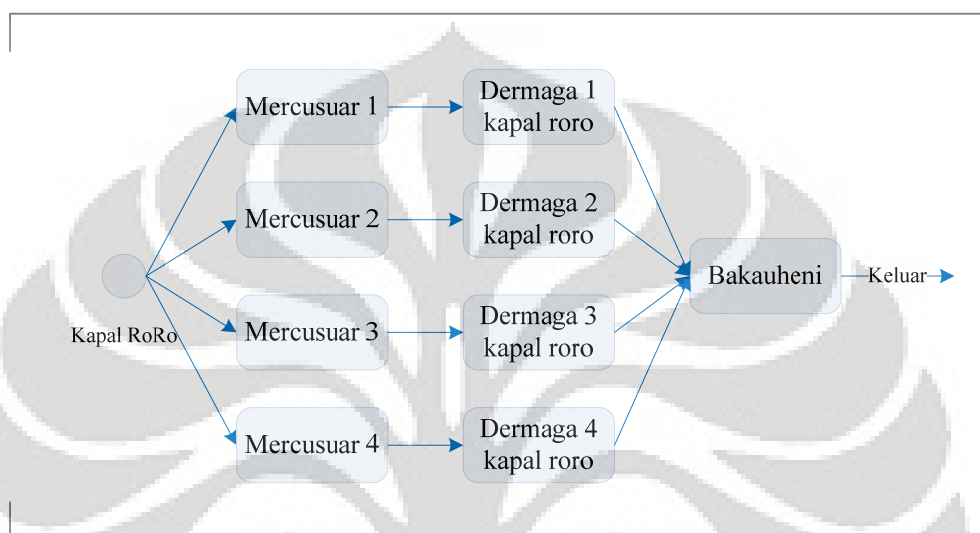 Mercusuar 1
Dermaga 1
kapal roro
Mercusuar 2
Dermaga 2
kapal roro
Bakauheni
Keluar
Kapal RoRo
Mercusuar 3
Dermaga 3
kapal roro
Mercusuar 4
Dermaga 4
kapal roro